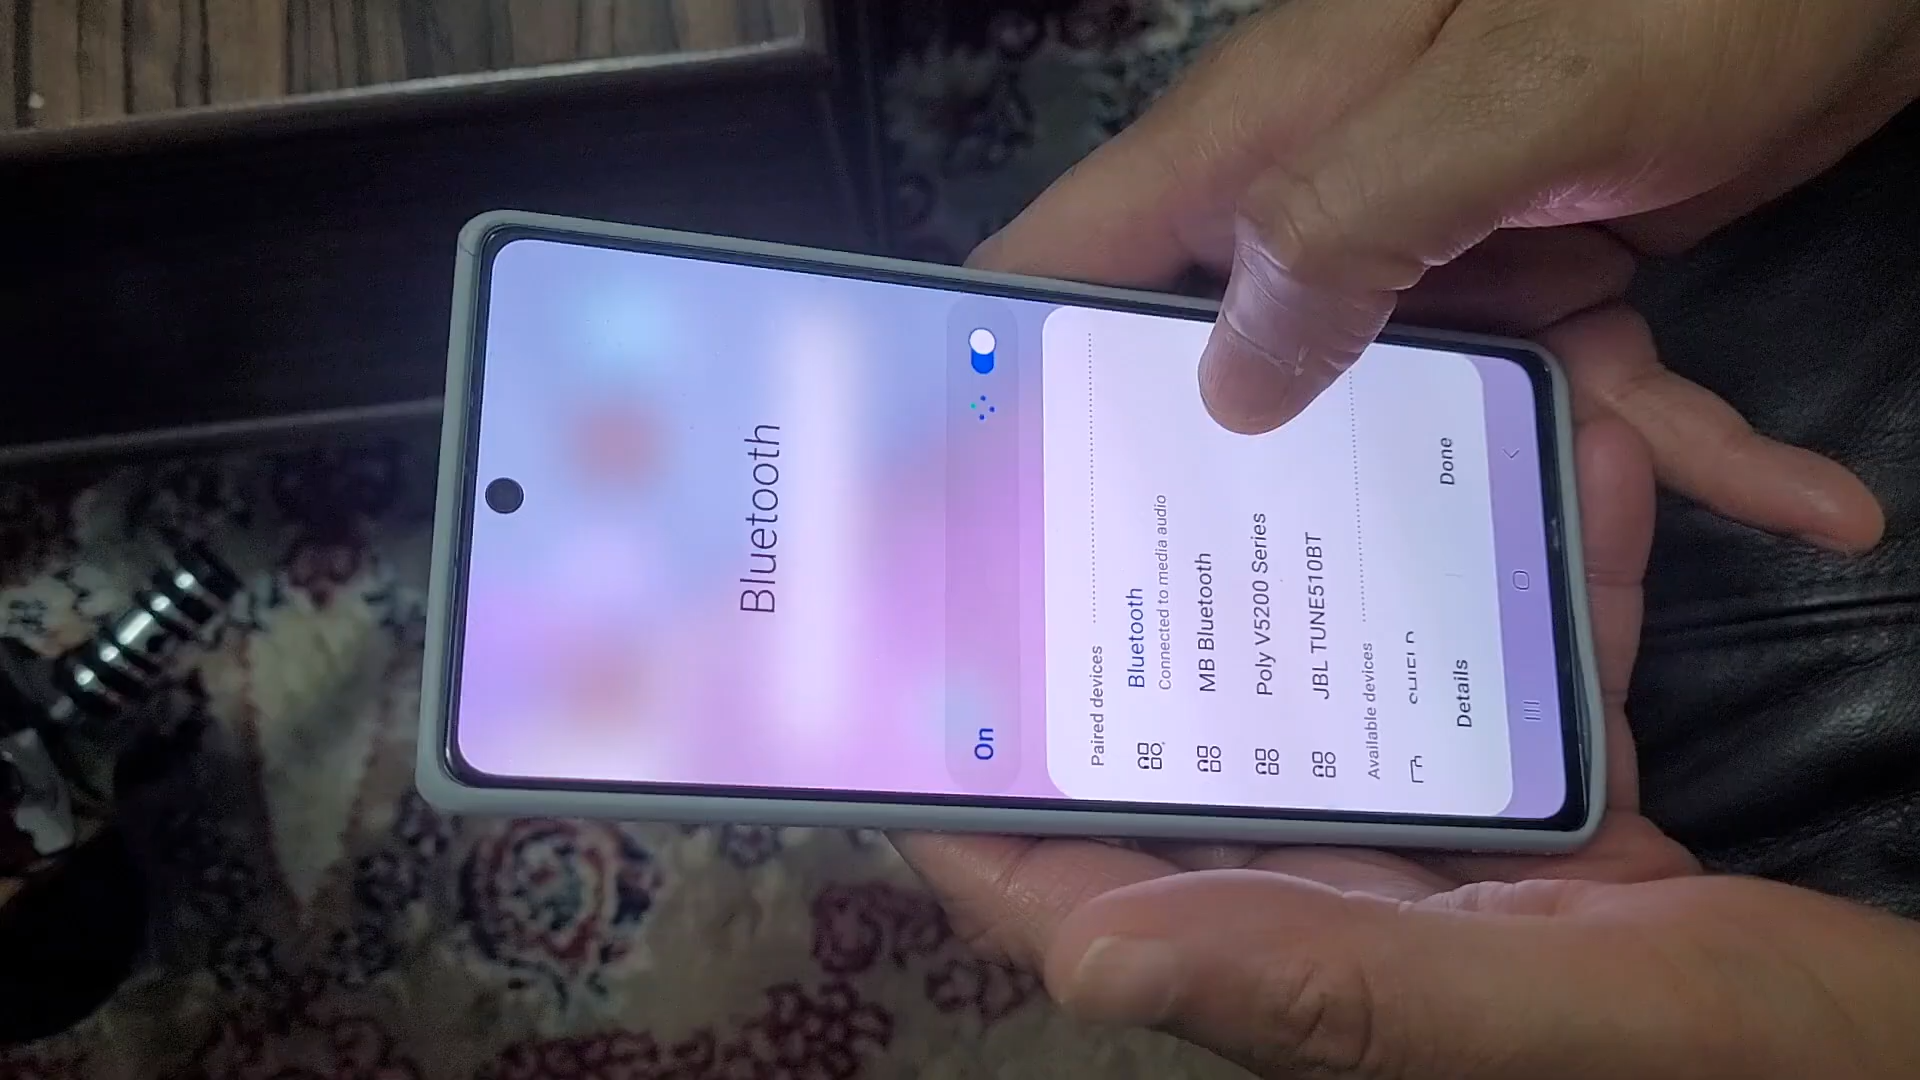 Bluetooth
On
Paired devices
Bluetooth
Connected to media audio
MB Bluetooth
Poly V5200 Series
JBL TUNE510BT
Available devices
Details
Done